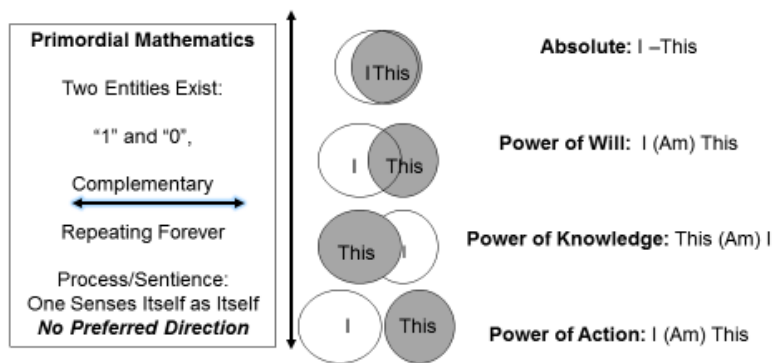 Primordial Mathematics
Two Entities Exist:
“1” and “0”,
Complementary
Repeating Forever
Process/Sentience:
One Senses Itself as Itself
No Preferred Direction
I This
Absolute: I –This
I This
Power of Will: I (Am) This
This I
Power of Knowledge: This (Am) I
I This
Power of Action: I (Am) This